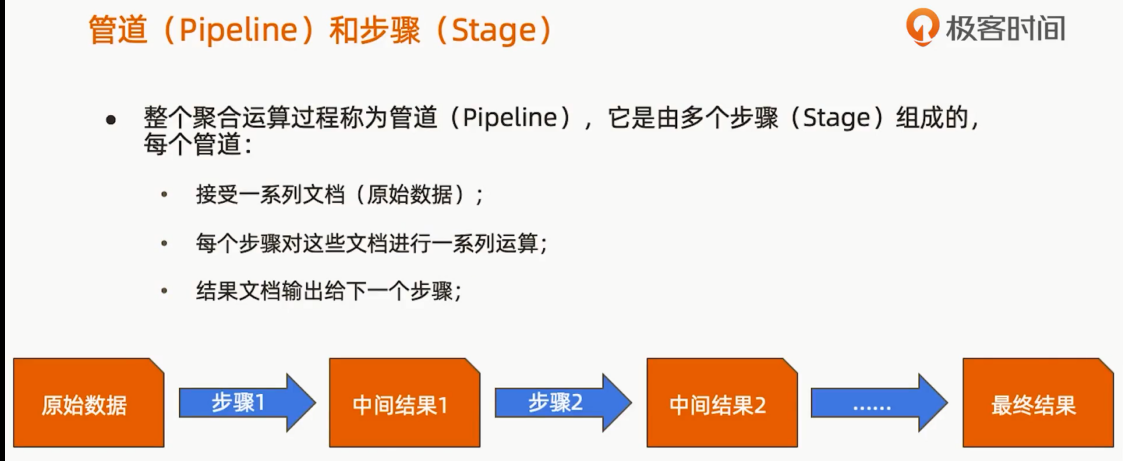 管道（Pipeline）和步骤（Stage）
极客时间
• 整个聚合运算过程称为管道（Pipeline），它是由多个步骤（Stage）组成的，
每个管道：
• 接受一系列文档（原始数据）；
• 每个步骤对这些文档进行一系列运算；
• 结果文档输出给下一个步骤；
原始数据
步骤1
中间结果1
步骤2
中间结果2
……
最终结果